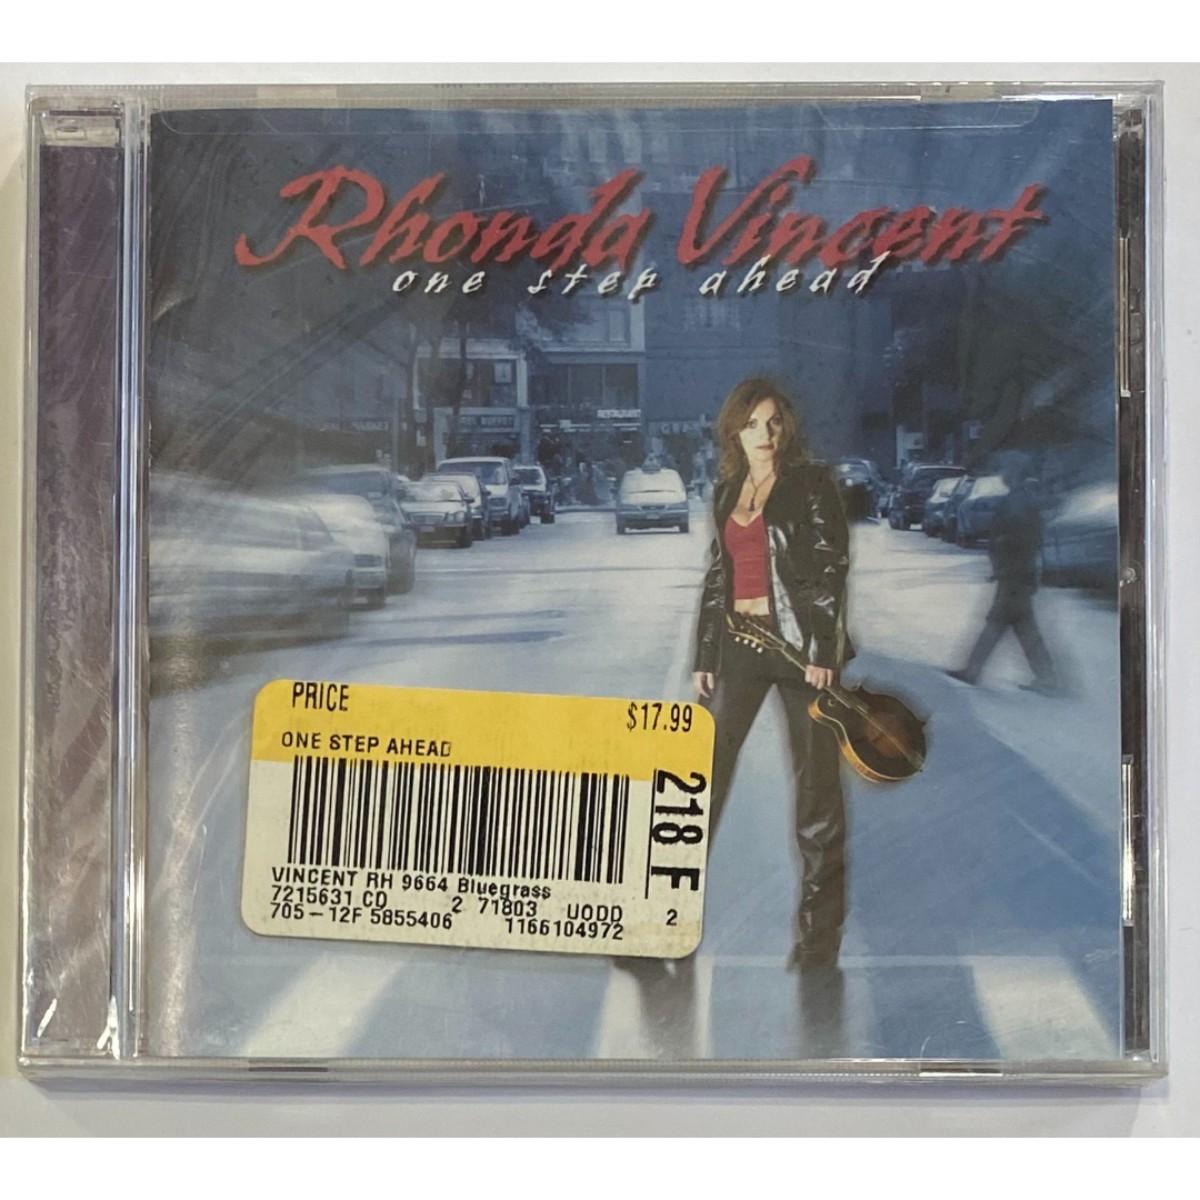 Rhonda Vincent
one step ahead
RESTAURANT
PRICE
$17.99
ONE STEP AHEAD
218 F
VINCENT RH 9664 Bluegrass
7215631 CD 2 71803 UODD 2
705-12F 5855406 1166104972